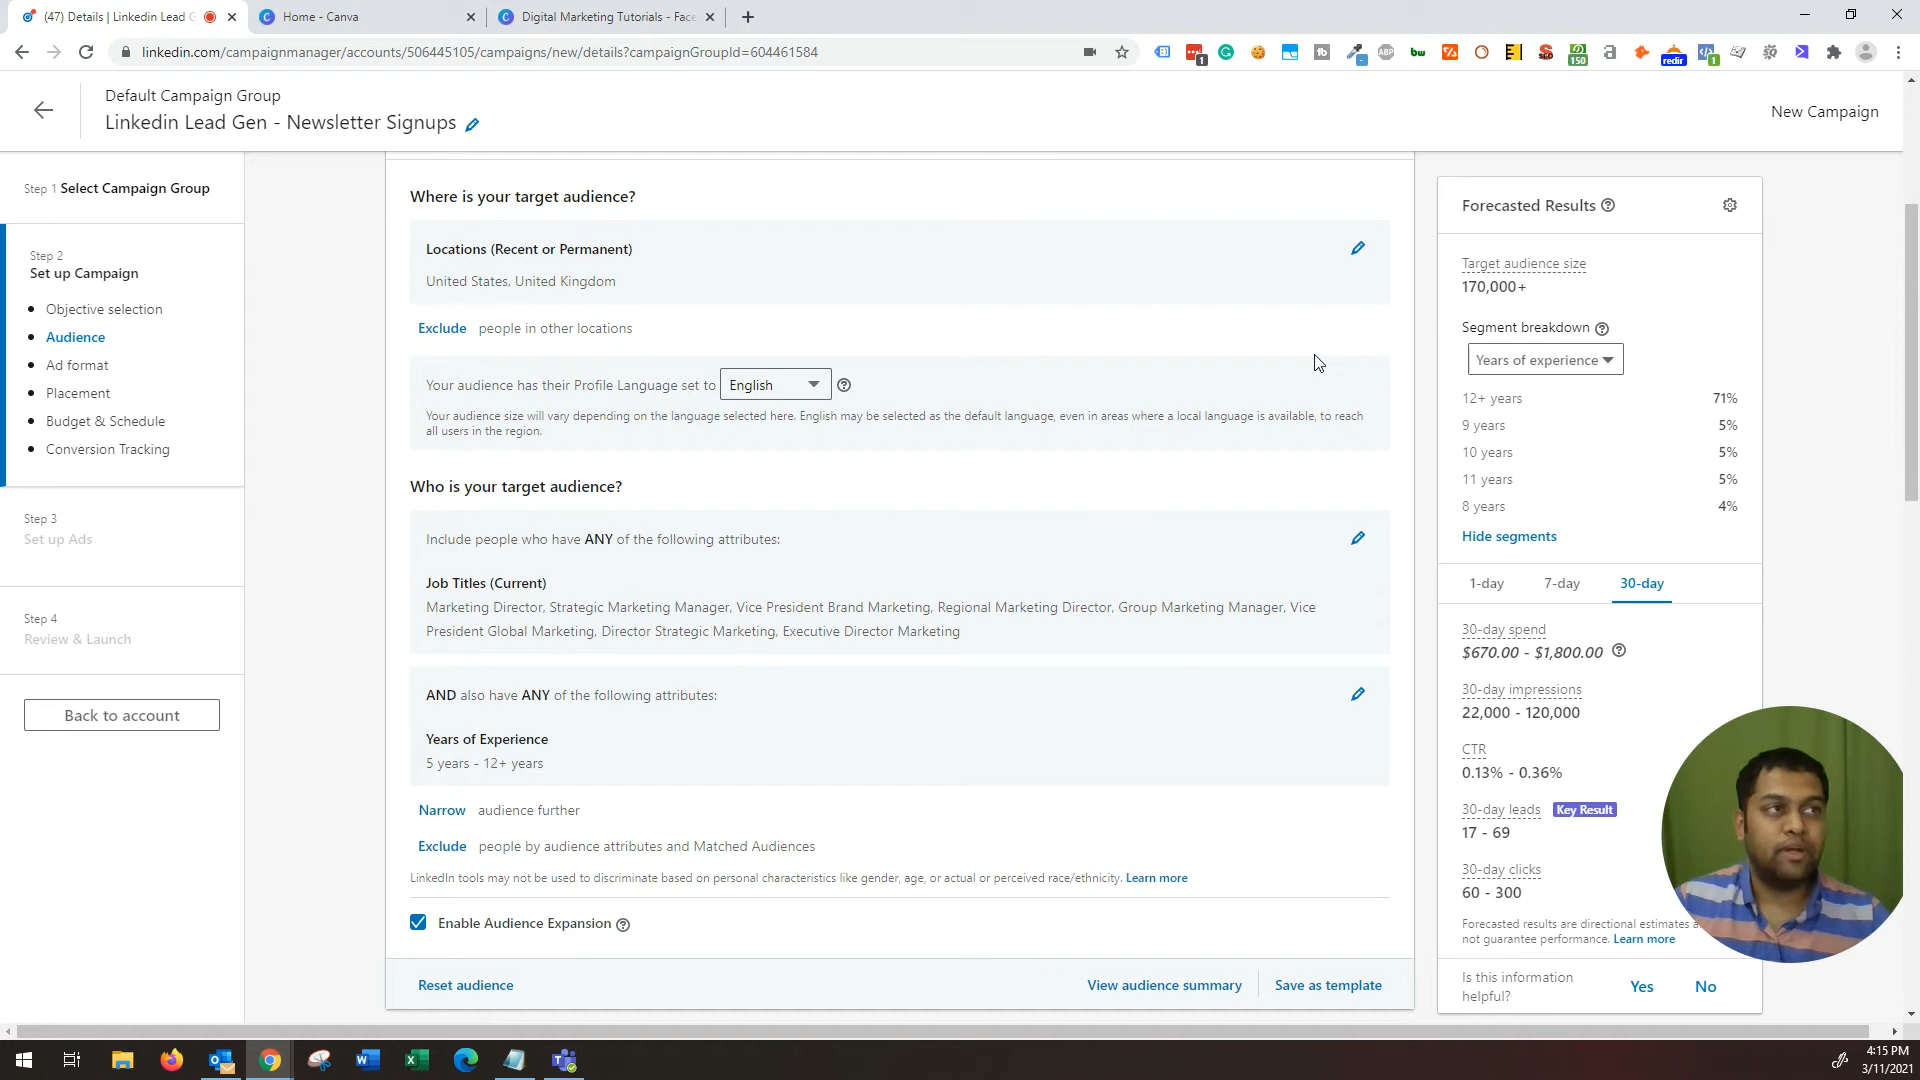 (47) Details | Linkedin Lead G
Home - Canva
Digital Marketing Tutorials - Face
linkedin.com/campaignmanager/accounts/506445105/campaigns/new/details?campaignGroupId=604461584
Default Campaign Group
Linkedin Lead Gen - Newsletter Signups
New Campaign
Step 1 Select Campaign Group
Step 2
Set up Campaign
Objective selection
Audience
Ad format
Placement
Budget & Schedule
Conversion Tracking
Step 3
Set up Ads
Step 4
Review & Launch
Back to account
Where is your target audience?
Locations (Recent or Permanent)
United States, United Kingdom
Exclude people in other locations
Your audience has their Profile Language set to English
Your audience size will vary depending on the language selected here. English may be selected as the default language, even in areas where a local language is available, to reach
all users in the region.
Who is your target audience?
Include people who have ANY of the following attributes:
Job Titles (Current)
Marketing Director, Strategic Marketing Manager, Vice President Brand Marketing, Regional Marketing Director, Group Marketing Manager, Vice
President Global Marketing, Director Strategic Marketing, Executive Director Marketing
AND also have ANY of the following attributes:
Years of Experience
5 years - 12+ years
Narrow audience further
Exclude people by audience attributes and Matched Audiences
LinkedIn tools may not be used to discriminate based on personal characteristics like gender, age, or actual or perceived race/ethnicity. Learn more
Enable Audience Expansion
Reset audience
View audience summary
Save as template
Forecasted Results
Target audience size
170,000+
Segment breakdown
Years of experience
12+ years 71%
9 years 5%
10 years 5%
11 years 5%
8 years 4%
Hide segments
1-day 7-day 30-day
30-day spend
$670.00 - $1,800.00
30-day impressions
22,000 - 120,000
CTR
0.13% - 0.36%
30-day leads Key Result
17 - 69
30-day clicks
60 - 300
Forecasted results are directional estimates
not guarantee performance. Learn more
Is this information
helpful?
Yes
No
4:15 PM
3/11/2021